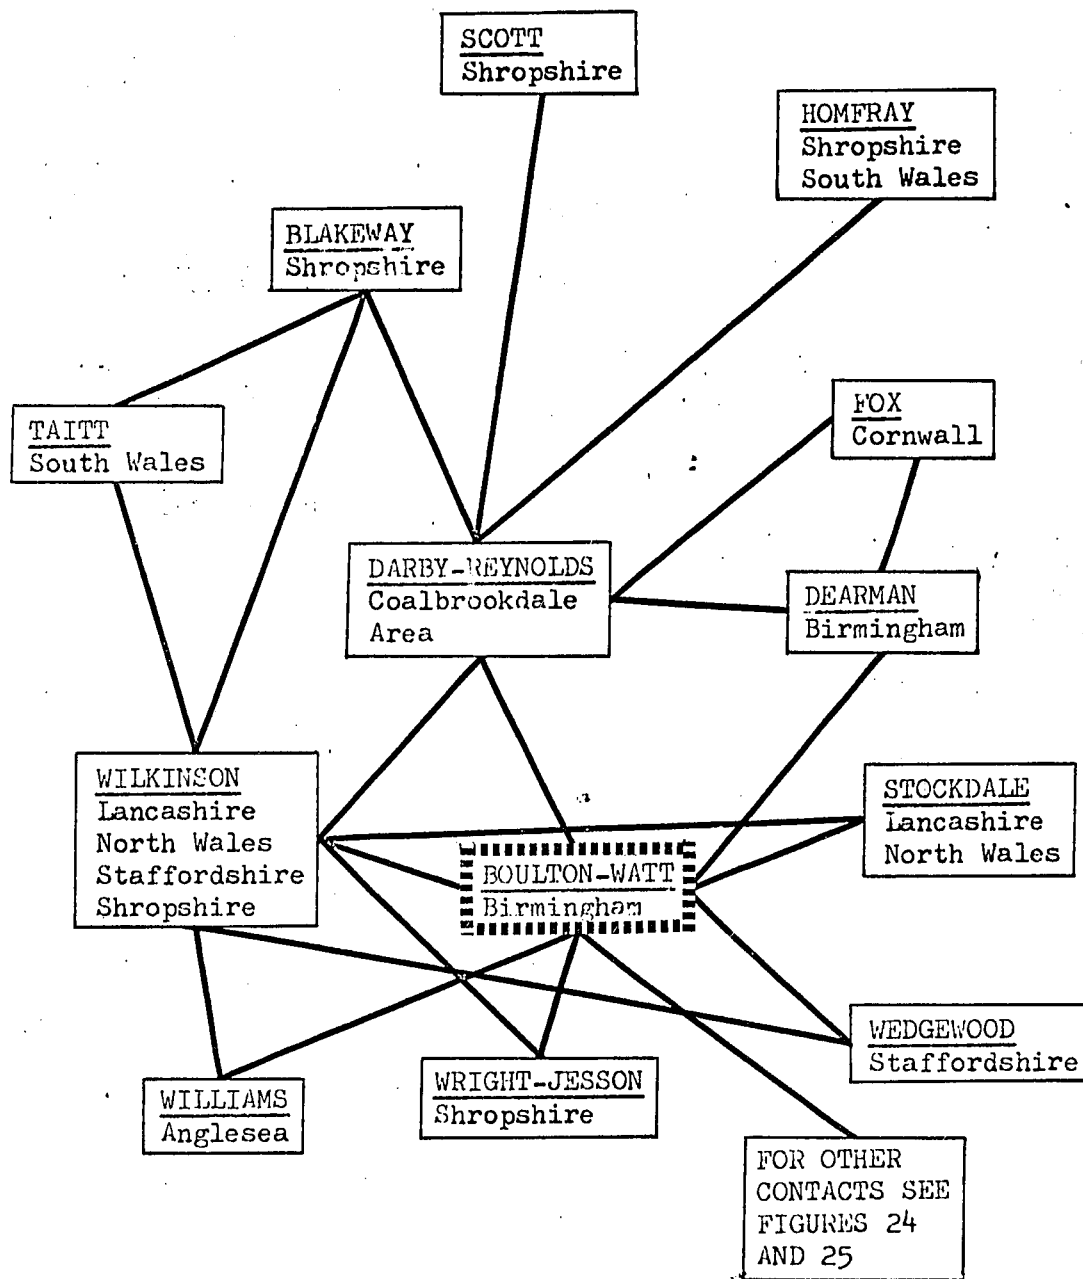 SCOTT
Shropshire
HOMFRAY
Shropshire
South Wales
BLAKEWAY
Shropshire
TAITT
South Wales
FOX
Cornwall
DARBY-REYNOLDS
Coalbrookdale
Area
DEARMAN
Birmingham
WILKINSON
Lancashire
North Wales
Staffordshire
Shropshire
STOCKDALE
Lancashire
North Wales
BOULTON-WATT
Birmingham
WEDGEWOOD
Staffordshire
WILLIAMS
Anglesea
WRIGHT-JESSON
Shropshire
FOR OTHER
CONTACTS SEE
FIGURES 24
AND 25